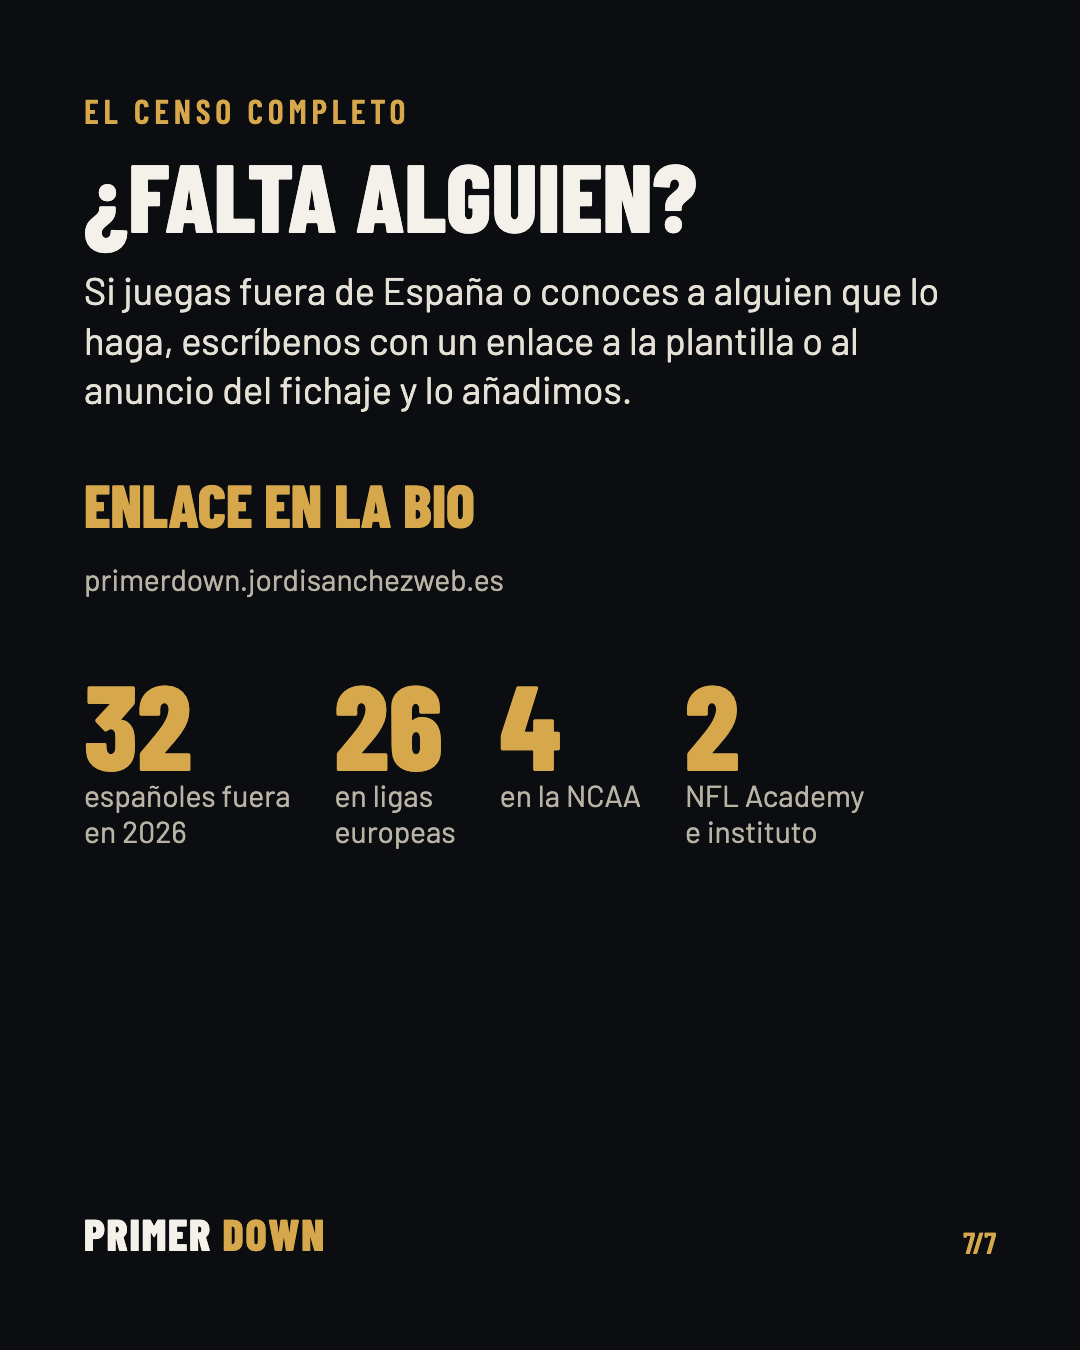 EL CENSO COMPLETO
¿FALTA ALGUIEN?
Si juegas fuera de España o conoces a alguien que lo
haga, escríbenos con un enlace a la plantilla o al
anuncio del fichaje y lo añadimos.
ENLACE EN LA BIO
primerdown.jordisanchezweb.es
32
españoles fuera
en 2026
26
en ligas
europeas
4
en la NCAA
2
NFL Academy
e instituto
PRIMER DOWN
7/7